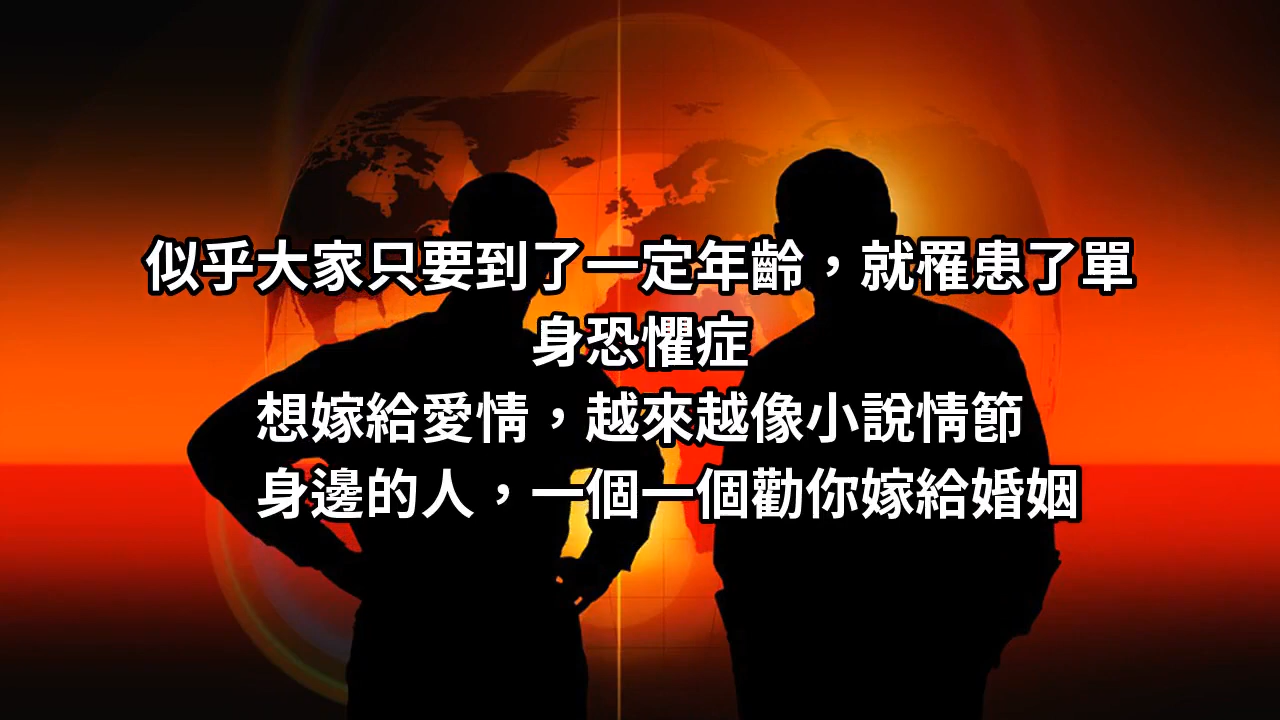 似乎大家只要到了一定年齡，就罹患了單
身恐懼症
想嫁給愛情，越來越像小說情節
身邊的人，一個一個勸你嫁給婚姻